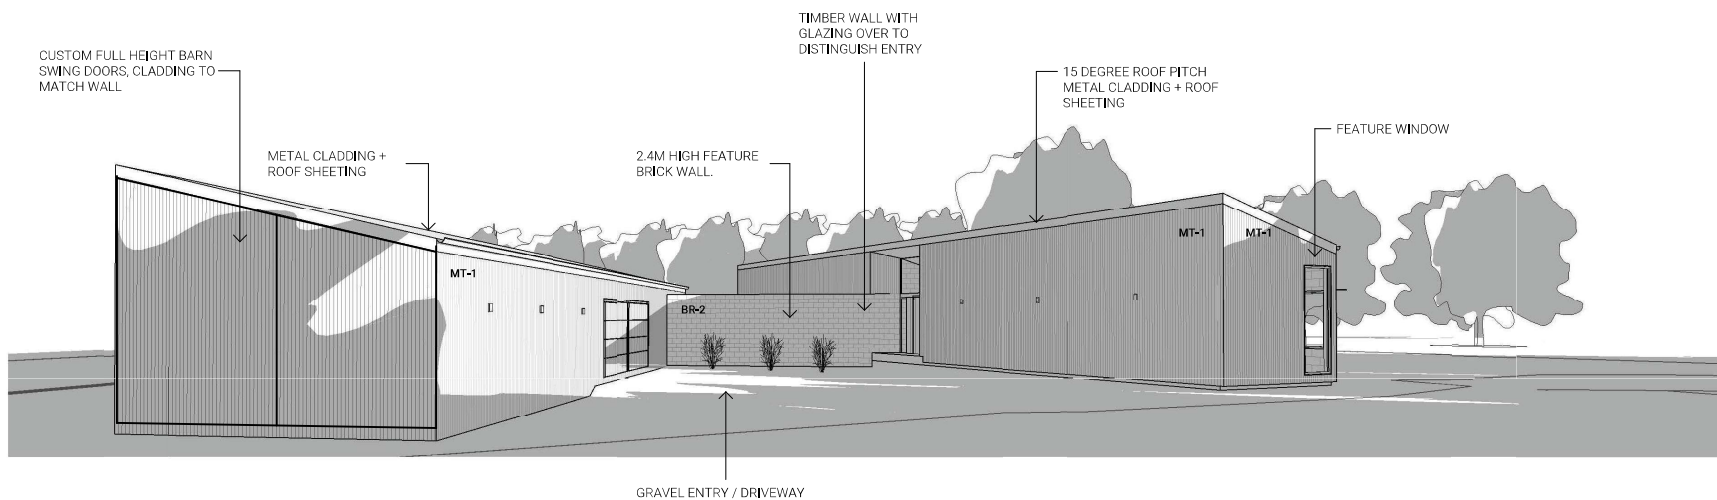 TIMBER WALL WITH
GLAZING OVER TO
DISTINGUISH ENTRY
CUSTOM FULL HEIGHT BARN
SWING DOORS, CLADDING TO
MATCH WALL
15 DEGREE ROOF PITCH
METAL CLADDING + ROOF
SHEETING
FEATURE WINDOW
METAL CLADDING +
ROOF SHEETING
2.4M HIGH FEATURE
BRICK WALL.
MT-1
MT-1
MT-1
BR-2
GRAVEL ENTRY / DRIVEWAY